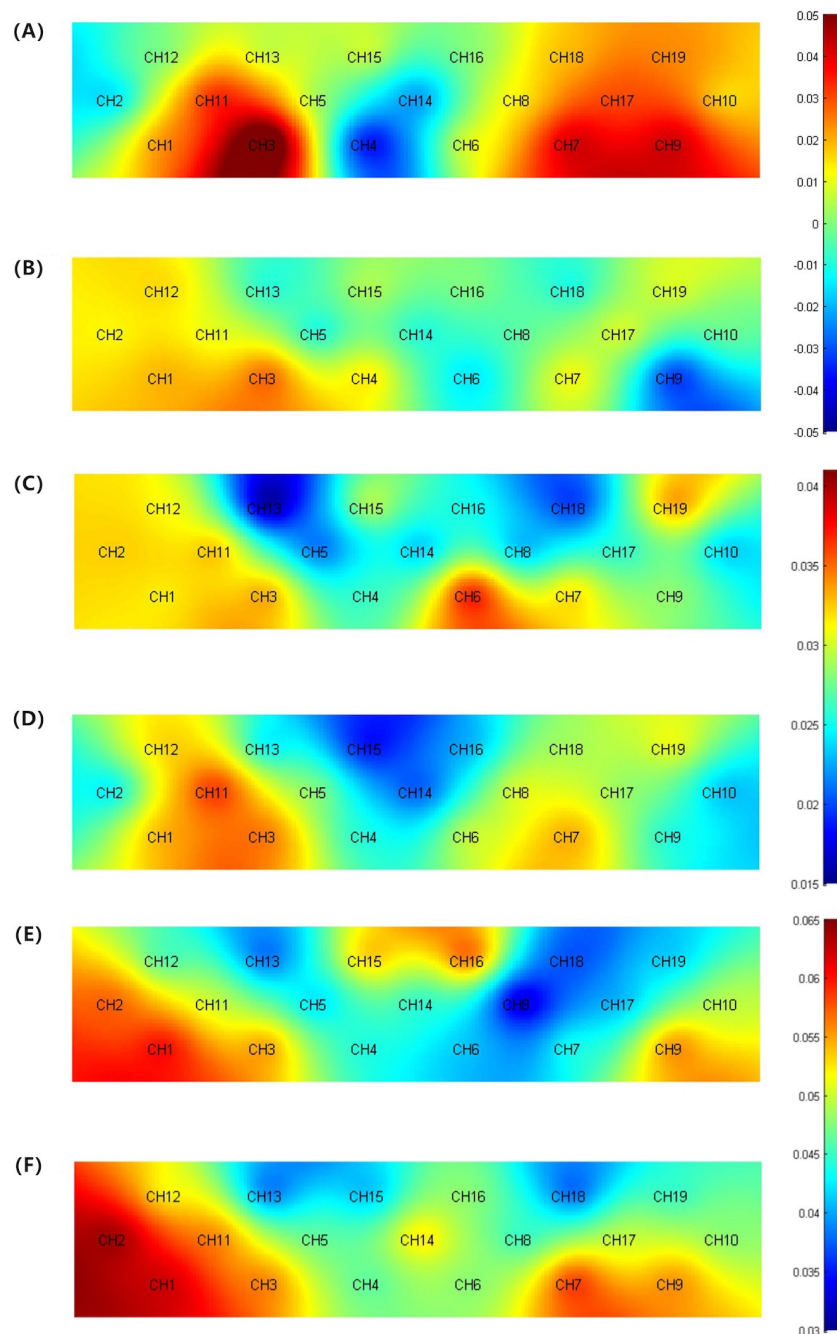 (A)
CH12 CH13 CH15 CH16 CH18 CH19
CH2 CH11 CH5 CH14 CH8 CH17 CH10
CH1 CH3 CH4 CH6 CH7 CH9
0.05
0.04
0.03
0.02
0.01
0
-0.01
-0.02
-0.03
-0.04
-0.05
(B)
CH12 CH13 CH15 CH16 CH18 CH19
CH2 CH11 CH5 CH14 CH8 CH17 CH10
CH1 CH3 CH4 CH6 CH7 CH9
(C)
CH12 CH13 CH15 CH16 CH18 CH19
CH2 CH11 CH5 CH14 CH8 CH17 CH10
CH1 CH3 CH4 CH6 CH7 CH9
0.04
0.035
0.03
0.025
0.02
0.015
(D)
CH12 CH13 CH15 CH16 CH18 CH19
CH2 CH11 CH5 CH14 CH8 CH17 CH10
CH1 CH3 CH4 CH6 CH7 CH9
(E)
CH12 CH13 CH15 CH16 CH18 CH19
CH2 CH11 CH5 CH14 CH8 CH17 CH10
CH1 CH3 CH4 CH6 CH7 CH9
0.065
0.06
0.055
0.05
0.045
0.04
0.035
0.03
(F)
CH12 CH13 CH15 CH16 CH18 CH19
CH2 CH11 CH5 CH14 CH8 CH17 CH10
CH1 CH3 CH4 CH6 CH7 CH9